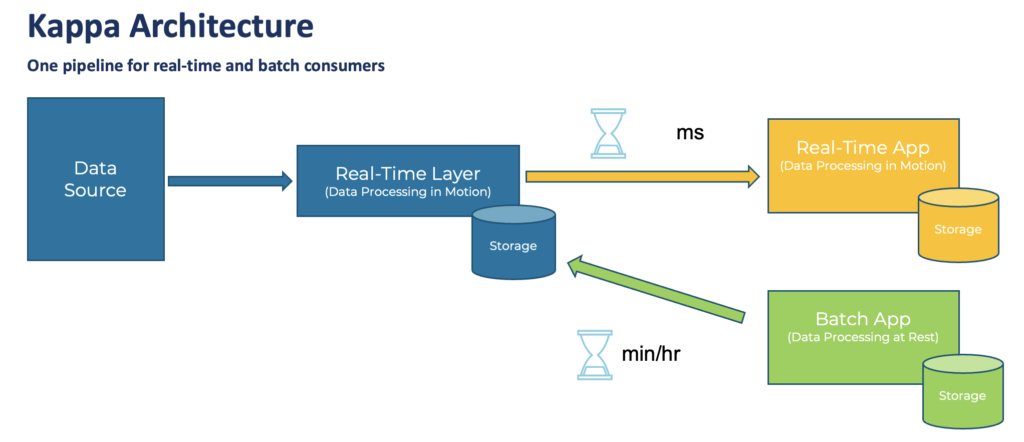 Kappa Architecture
One pipeline for real-time and batch consumers
Data
Source
Real-Time Layer
(Data Processing in Motion)
Storage
ms
Real-Time App
(Data Processing in Motion)
Storage
min/hr
Batch App
(Data Processing at Rest)
Storage